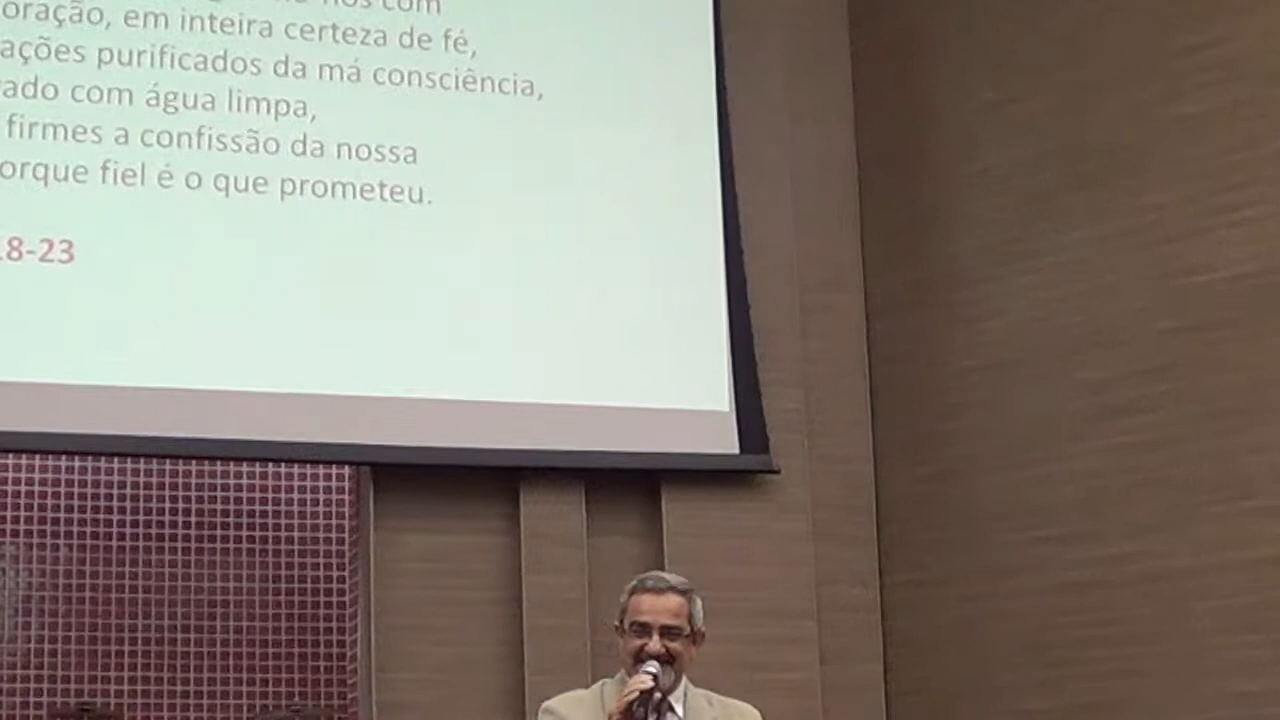 com
oração, em inteira certeza de fé,
ações purificados da má consciência,
ado com água limpa,
firmes a confissão da nossa
orque fiel é o que prometeu.
8-23